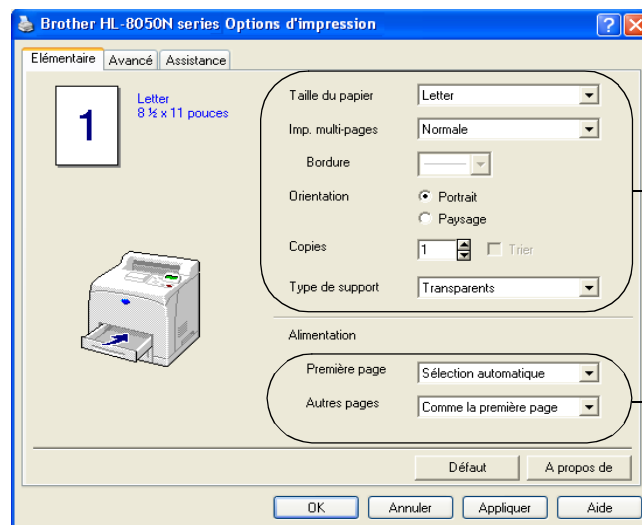 Brother HL-8050N series Options d'impression
Elémentaire Avancé Assistance
1
Letter
8 ½ x 11 pouces
Taille du papier Letter
Imp. multi-pages Normale
Bordure
Orientation Portrait
Paysage
Copies 1 Trier
Type de support Transparents
Alimentation
Première page Sélection automatique
Autres pages Comme la première page
Défaut A propos de
OK Annuler Appliquer Aide